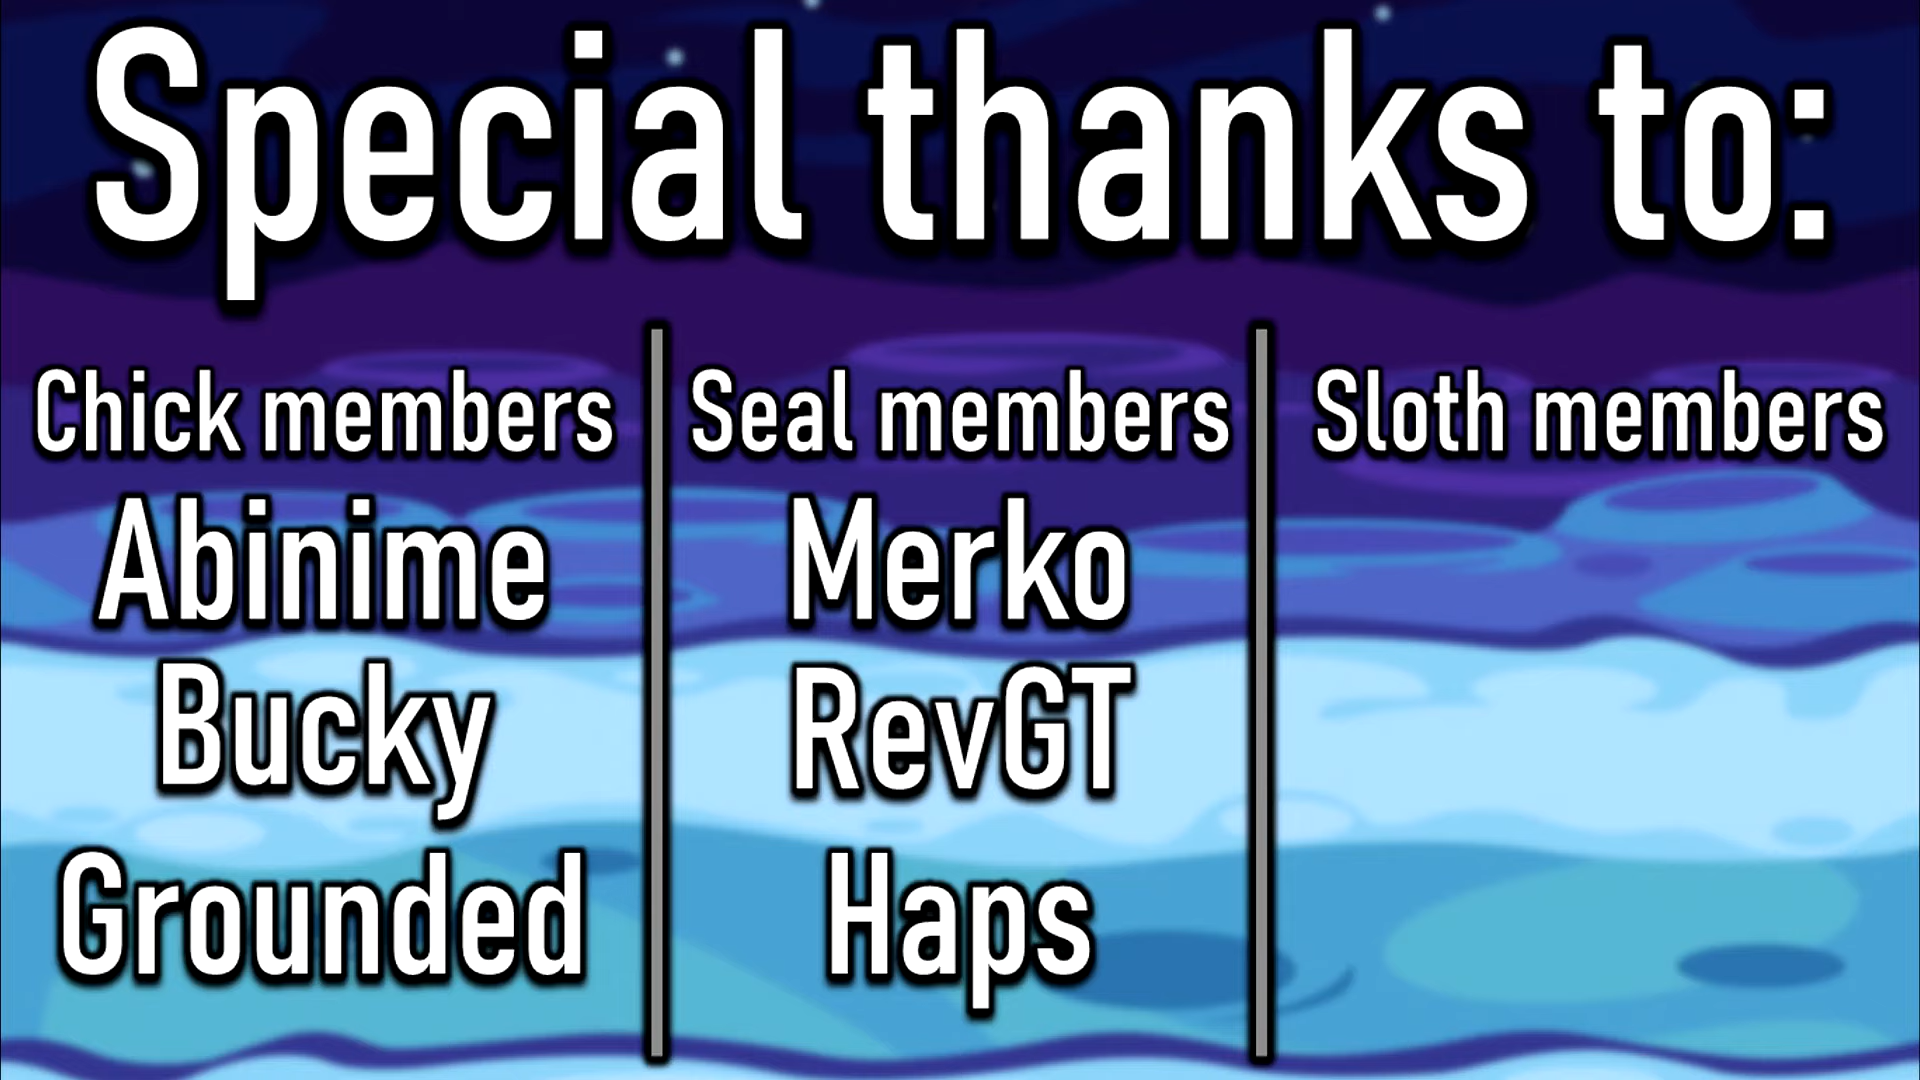 Special thanks to:
Chick members
Abinime
Bucky
Grounded
Seal members
Merko
RevGT
Haps
Sloth members